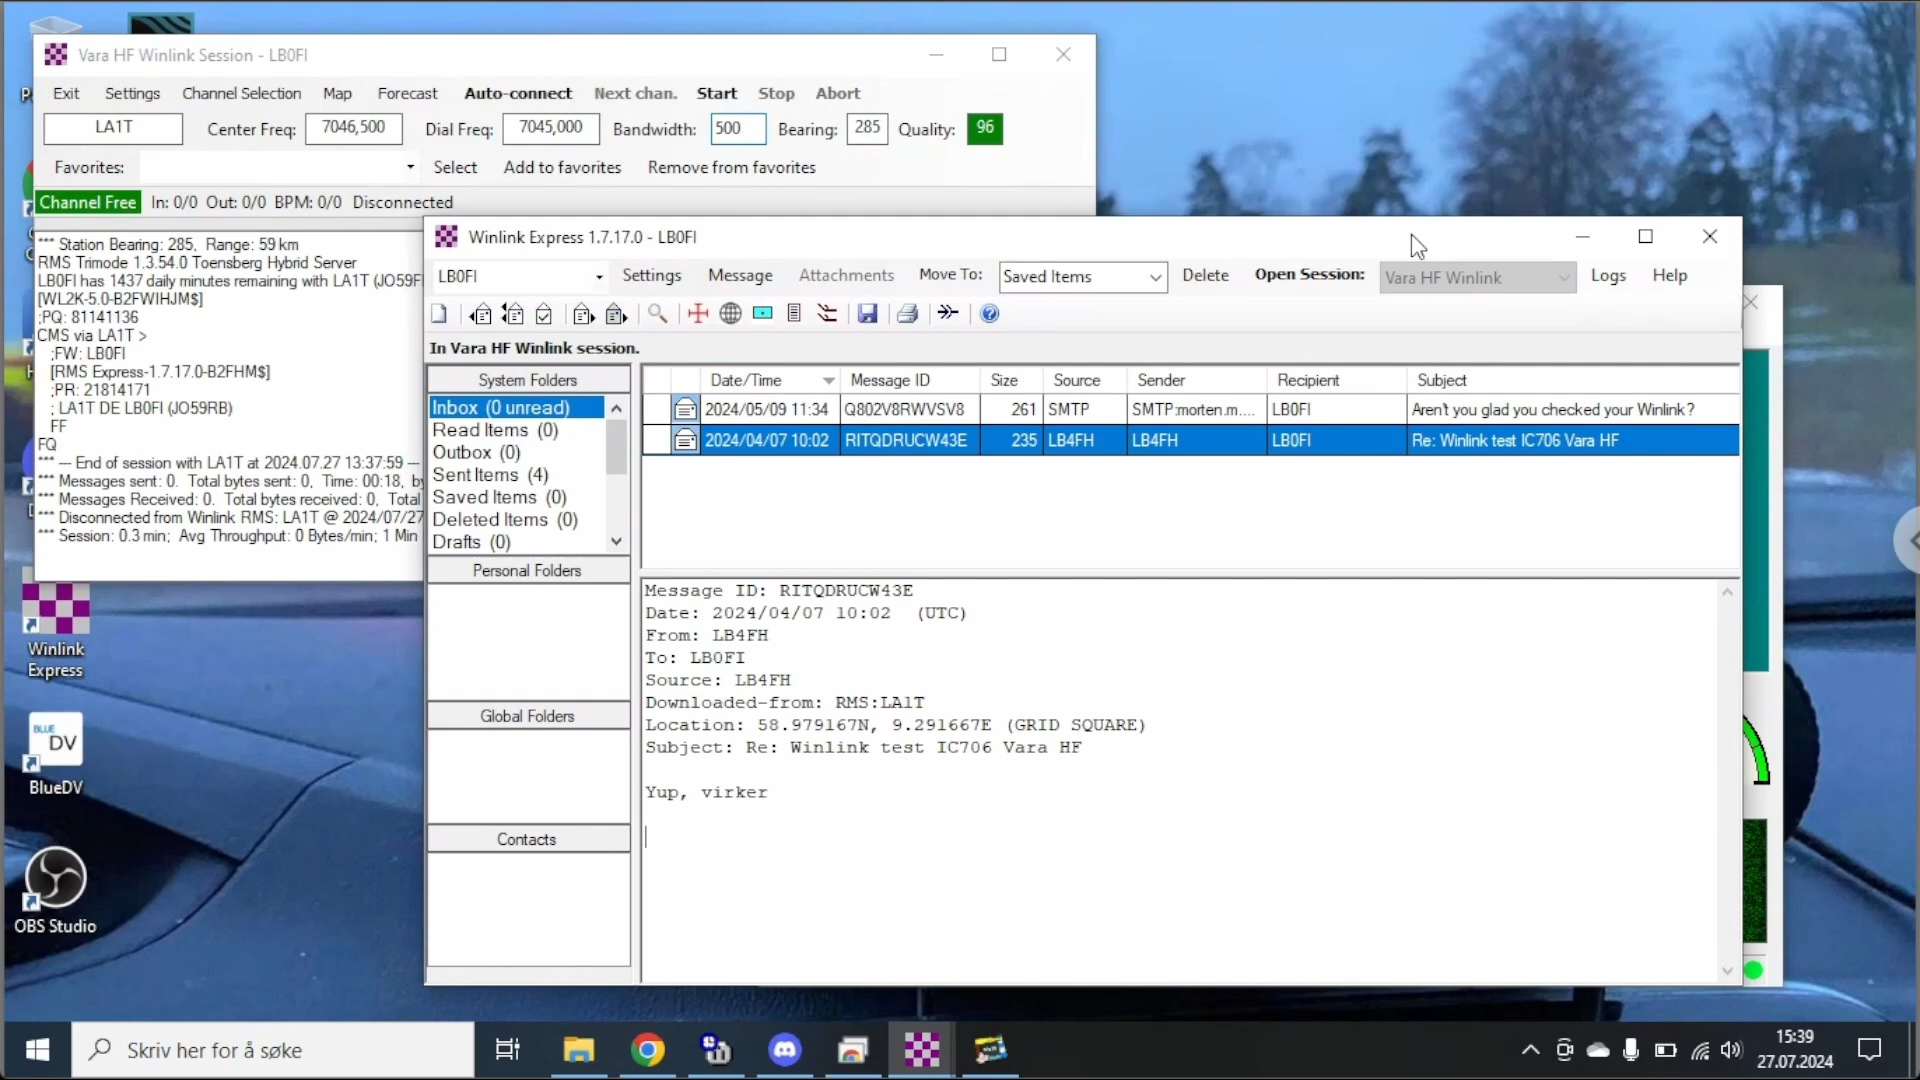 Vara HF Winlink Session - LB0FI
Exit Settings Channel Selection Map Forecast Auto-connect Next chan. Start Stop Abort
LA1T Center Freq: 7046,500 Dial Freq: 7045,000 Bandwidth: 500 Bearing: 285 Quality: 96
Favorites: Select Add to favorites Remove from favorites
Channel Free In: 0/0 Out: 0/0 BPM: 0/0 Disconnected
*** Station Bearing: 285, Range: 59 km
RMS Trimode 1.3.54.0 Toensberg Hybrid Server
LB0FI has 1437 daily minutes remaining with LA1T (JO59F
[WL2K-5.0-B2FWIHJM$]
;PQ: 81141136
CMS via LA1T >
;FW: LB0FI
[RMS Express-1.7.17.0-B2FHM$]
;PR: 21814171
; LA1T DE LB0FI (JO59RB)
FF
FQ
*** --- End of session with LA1T at 2024.07.27 13:37:59 ---
*** Messages sent: 0. Total bytes sent: 0, Time: 00:18, b
*** Messages Received: 0. Total bytes received: 0, Total
*** Disconnected from Winlink RMS: LA1T @ 2024/07/27
*** Session: 0.3 min; Avg Throughput: 0 Bytes/min; 1 Min
Winlink Express 1.7.17.0 - LB0FI
LB0FI Settings Message Attachments Move To: Saved Items Delete Open Session: Vara HF Winlink Logs Help
In Vara HF Winlink session.
System Folders
Inbox (0 unread)
Read Items (0)
Outbox (0)
Sent Items (4)
Saved Items (0)
Deleted Items (0)
Drafts (0)
Personal Folders
Global Folders
Contacts
Date/Time Message ID Size Source Sender Recipient Subject
2024/05/09 11:34 Q802V8RWVSV8 261 SMTP SMTP:morten.m.... LB0FI Aren't you glad you checked your Winlink?
2024/04/07 10:02 RITQDRUCW43E 235 LB4FH LB4FH LB0FI Re: Winlink test IC706 Vara HF
Message ID: RITQDRUCW43E
Date: 2024/04/07 10:02 (UTC)
From: LB4FH
To: LB0FI
Source: LB4FH
Downloaded-from: RMS:LA1T
Location: 58.979167N, 9.291667E (GRID SQUARE)
Subject: Re: Winlink test IC706 Vara HF
Yup, virker
Winlink
Express
BLUE
DV
BlueDV
OBS Studio
Skriv her for å søke
15:39
27.07.2024